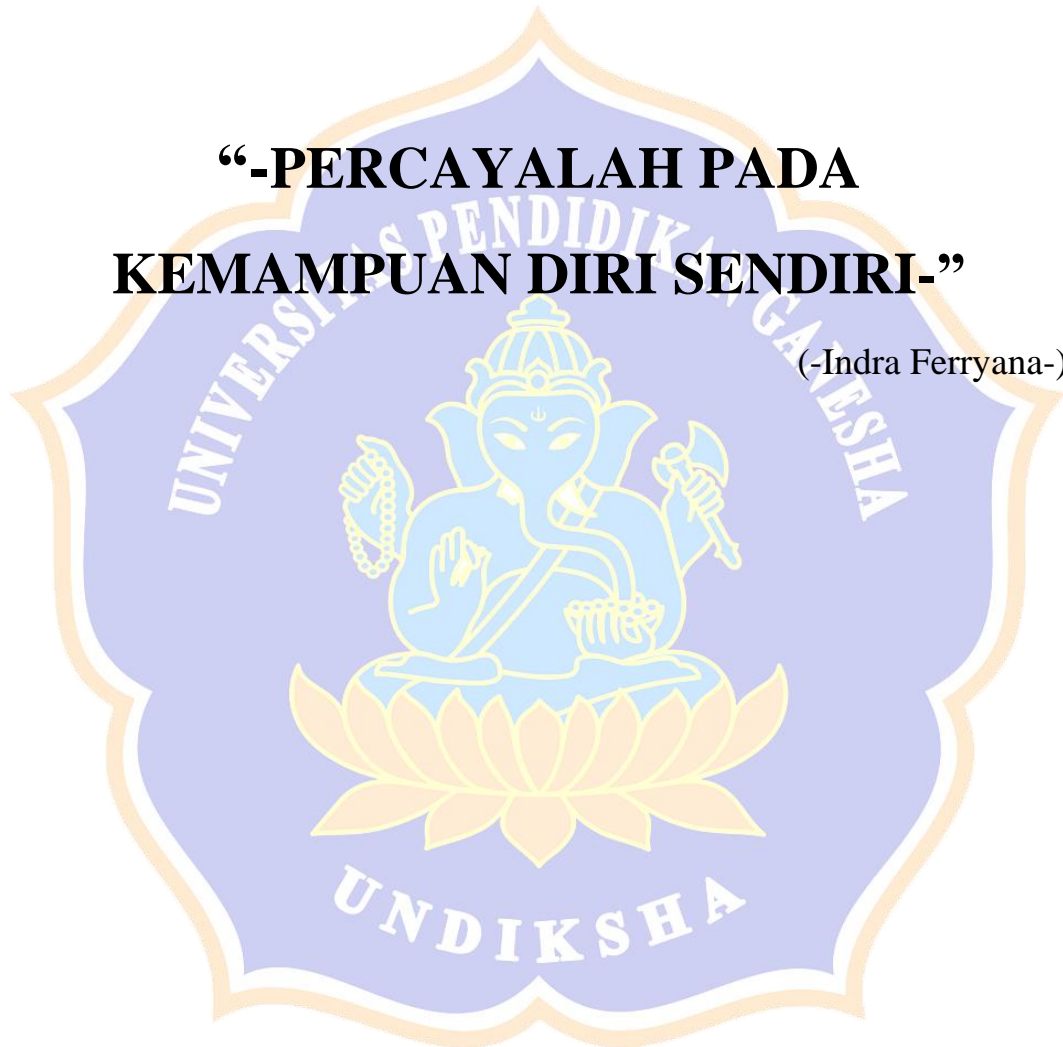 “-PERCAYALAH PADA
KEMAMPUAN DIRI SENDIRI-”
(-Indra Ferryana-)
UNIVERSITAS PENDIDIKAN GANESHA
UNDIKSHA